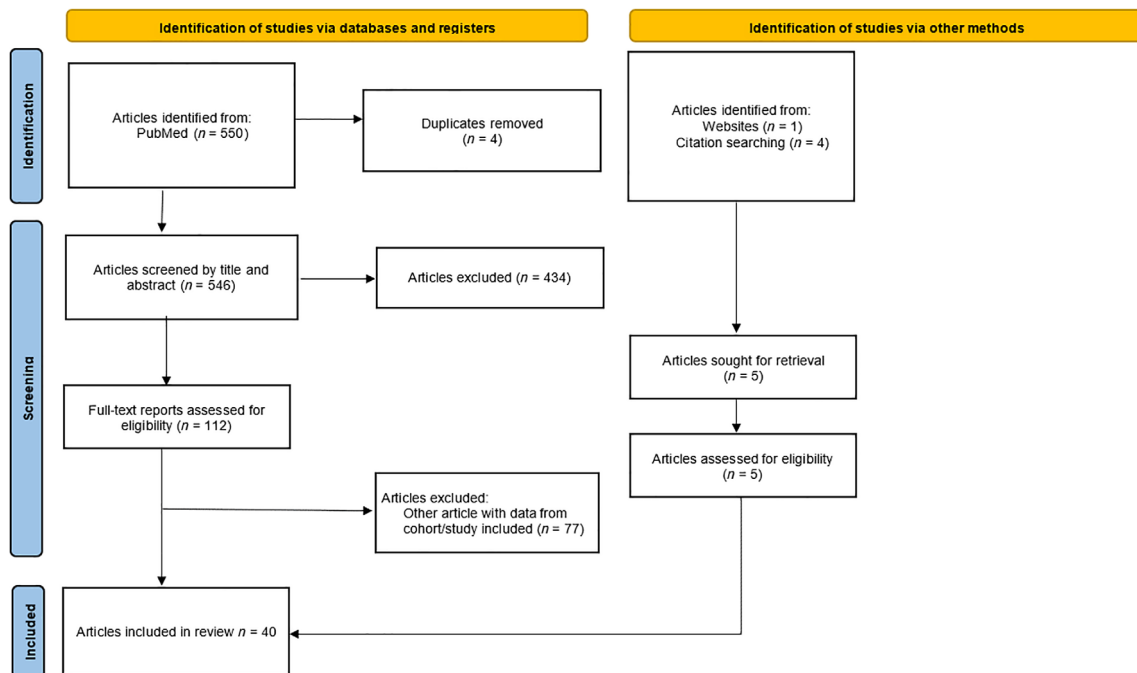 Identification of studies via databases and registers
Identification of studies via other methods
Identification
Articles identified from:
PubMed (n = 550)
Duplicates removed
(n = 4)
Articles identified from:
Websites (n = 1)
Citation searching (n = 4)
Screening
Articles screened by title and
abstract (n = 546)
Articles excluded (n = 434)
Articles sought for retrieval
(n = 5)
Full-text reports assessed for
eligibility (n = 112)
Articles assessed for eligibility
(n = 5)
Articles excluded:
Other article with data from
cohort/study included (n = 77)
Included
Articles included in review n = 40